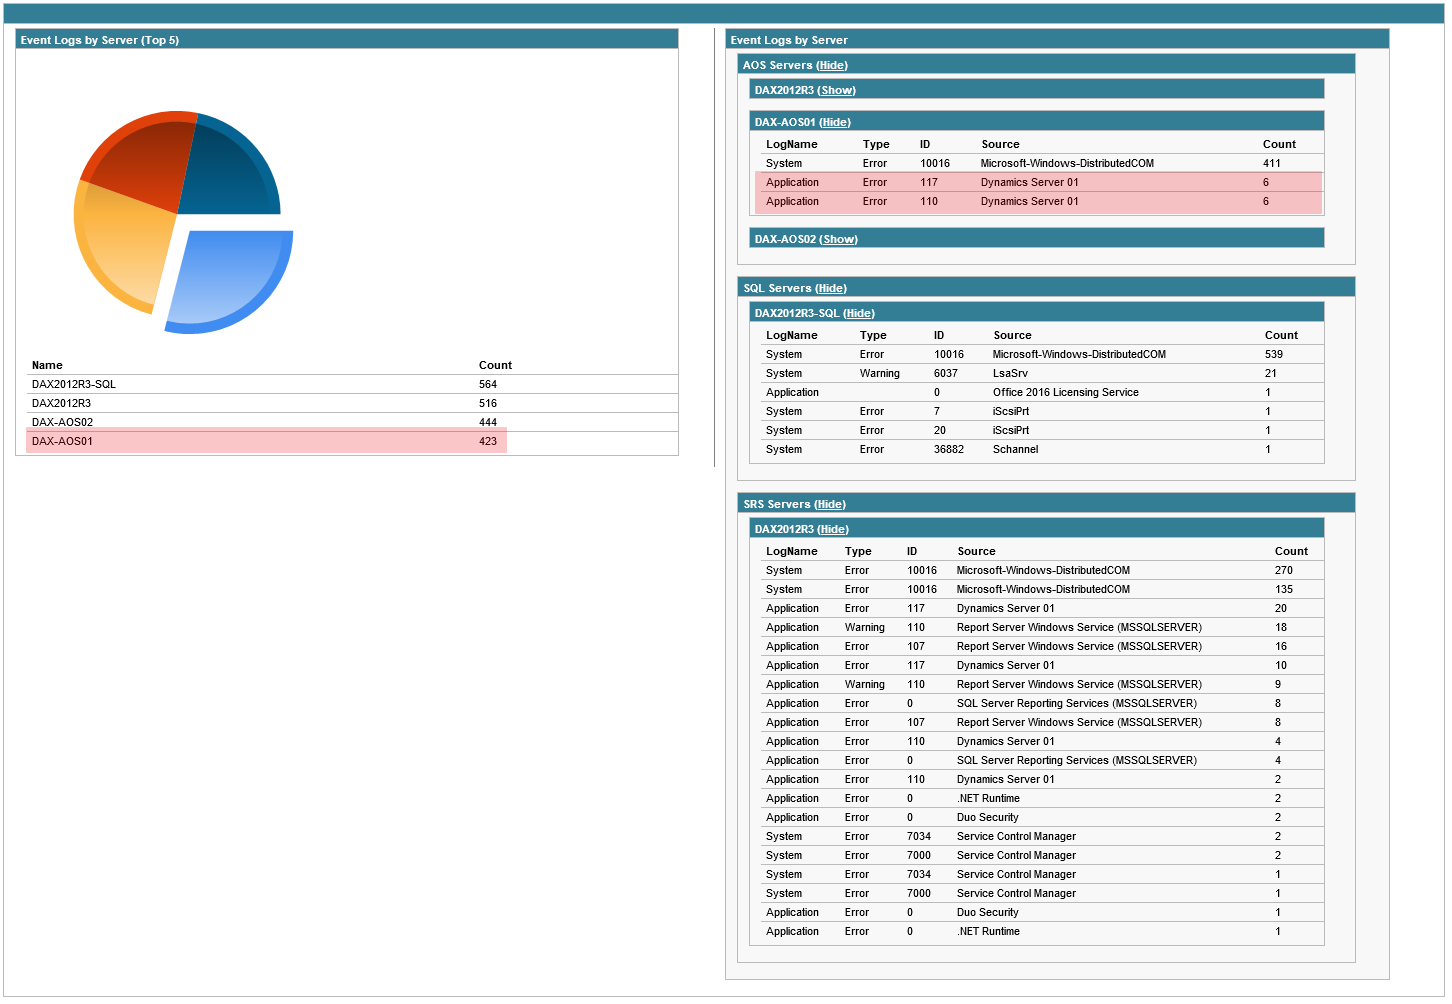 Event Logs by Server (Top 5)
Name Count
DAX2012R3-SQL 564
DAX2012R3 516
DAX-AOS02 444
DAX-AOS01 423
Event Logs by Server
AOS Servers (Hide)
DAX2012R3 (Show)
DAX-AOS01 (Hide)
LogName Type ID Source Count
System Error 10016 Microsoft-Windows-DistributedCOM 411
Application Error 117 Dynamics Server 01 6
Application Error 110 Dynamics Server 01 6
DAX-AOS02 (Show)
SQL Servers (Hide)
DAX2012R3-SQL (Hide)
LogName Type ID Source Count
System Error 10016 Microsoft-Windows-DistributedCOM 539
System Warning 6037 LsaSrv 21
Application 0 Office 2016 Licensing Service 1
System Error 7 iScsiPrt 1
System Error 20 iScsiPrt 1
System Error 36882 Schannel 1
SRS Servers (Hide)
DAX2012R3 (Hide)
LogName Type ID Source Count
System Error 10016 Microsoft-Windows-DistributedCOM 270
System Error 10016 Microsoft-Windows-DistributedCOM 135
Application Error 117 Dynamics Server 01 20
Application Warning 110 Report Server Windows Service (MSSQLSERVER) 18
Application Error 107 Report Server Windows Service (MSSQLSERVER) 16
Application Error 117 Dynamics Server 01 10
Application Warning 110 Report Server Windows Service (MSSQLSERVER) 9
Application Error 0 SQL Server Reporting Services (MSSQLSERVER) 8
Application Error 107 Report Server Windows Service (MSSQLSERVER) 8
Application Error 110 Dynamics Server 01 4
Application Error 0 SQL Server Reporting Services (MSSQLSERVER) 4
Application Error 110 Dynamics Server 01 2
Application Error 0 .NET Runtime 2
Application Error 0 Duo Security 2
System Error 7034 Service Control Manager 2
System Error 7000 Service Control Manager 2
System Error 7034 Service Control Manager 1
System Error 7000 Service Control Manager 1
Application Error 0 Duo Security 1
Application Error 0 .NET Runtime 1